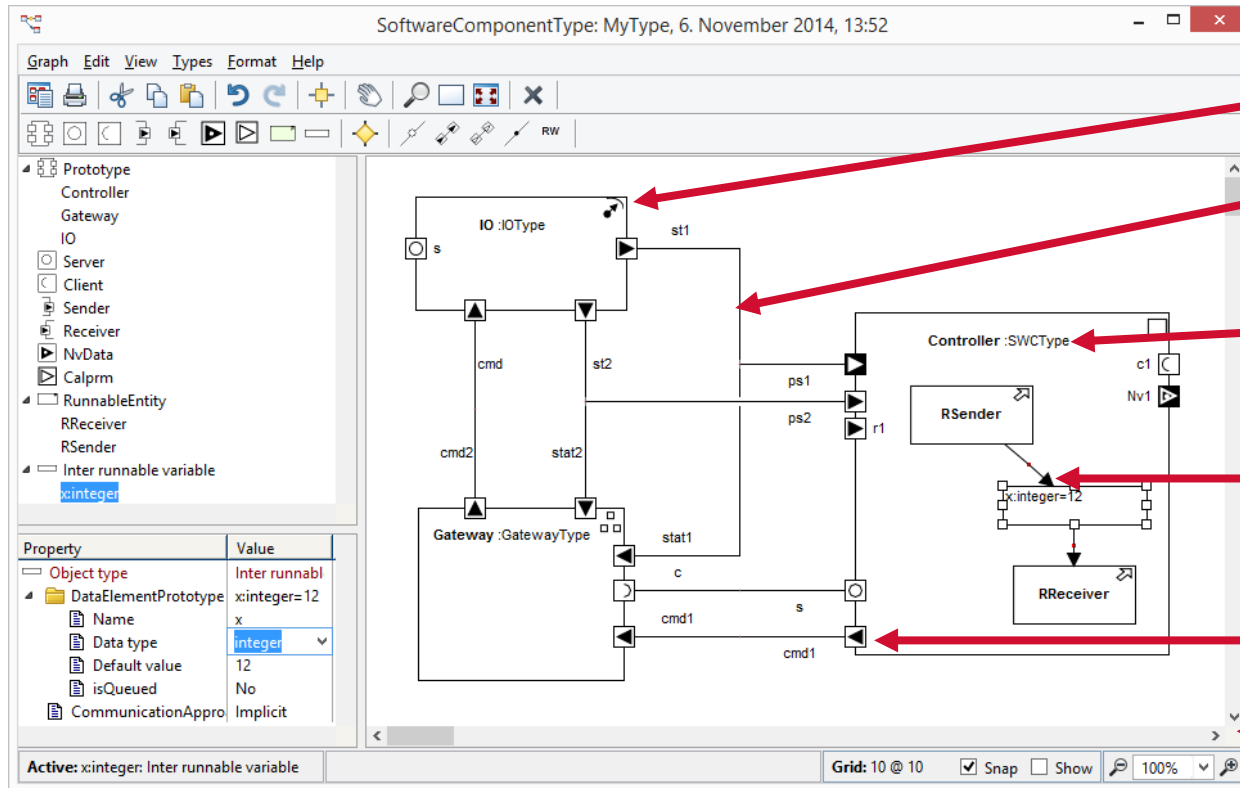 SoftwareComponentType: MyType, 6. November 2014, 13:52
Graph Edit View Types Format Help
RW
Prototype
Controller
Gateway
IO
Server
Client
Sender
Receiver
NvData
Calprm
RunnableEntity
RReceiver
RSender
Inter runnable variable
x:integer
Property Value
Object type Inter runnabl
DataElementPrototype x:integer=12
Name x
Data type integer
Default value 12
isQueued No
CommunicationAppro Implicit
IO :IOType
s
st1
cmd
st2
cmd2
stat2
Gateway :GatewayType
stat1
c
cmd1
ps1
ps2
r1
s
cmd1
Controller :SWCType
c1
Nv1
RSender
x:integer=12
RReceiver
Active: x:integer: Inter runnable variable
Grid: 10 @ 10 Snap Show 100%